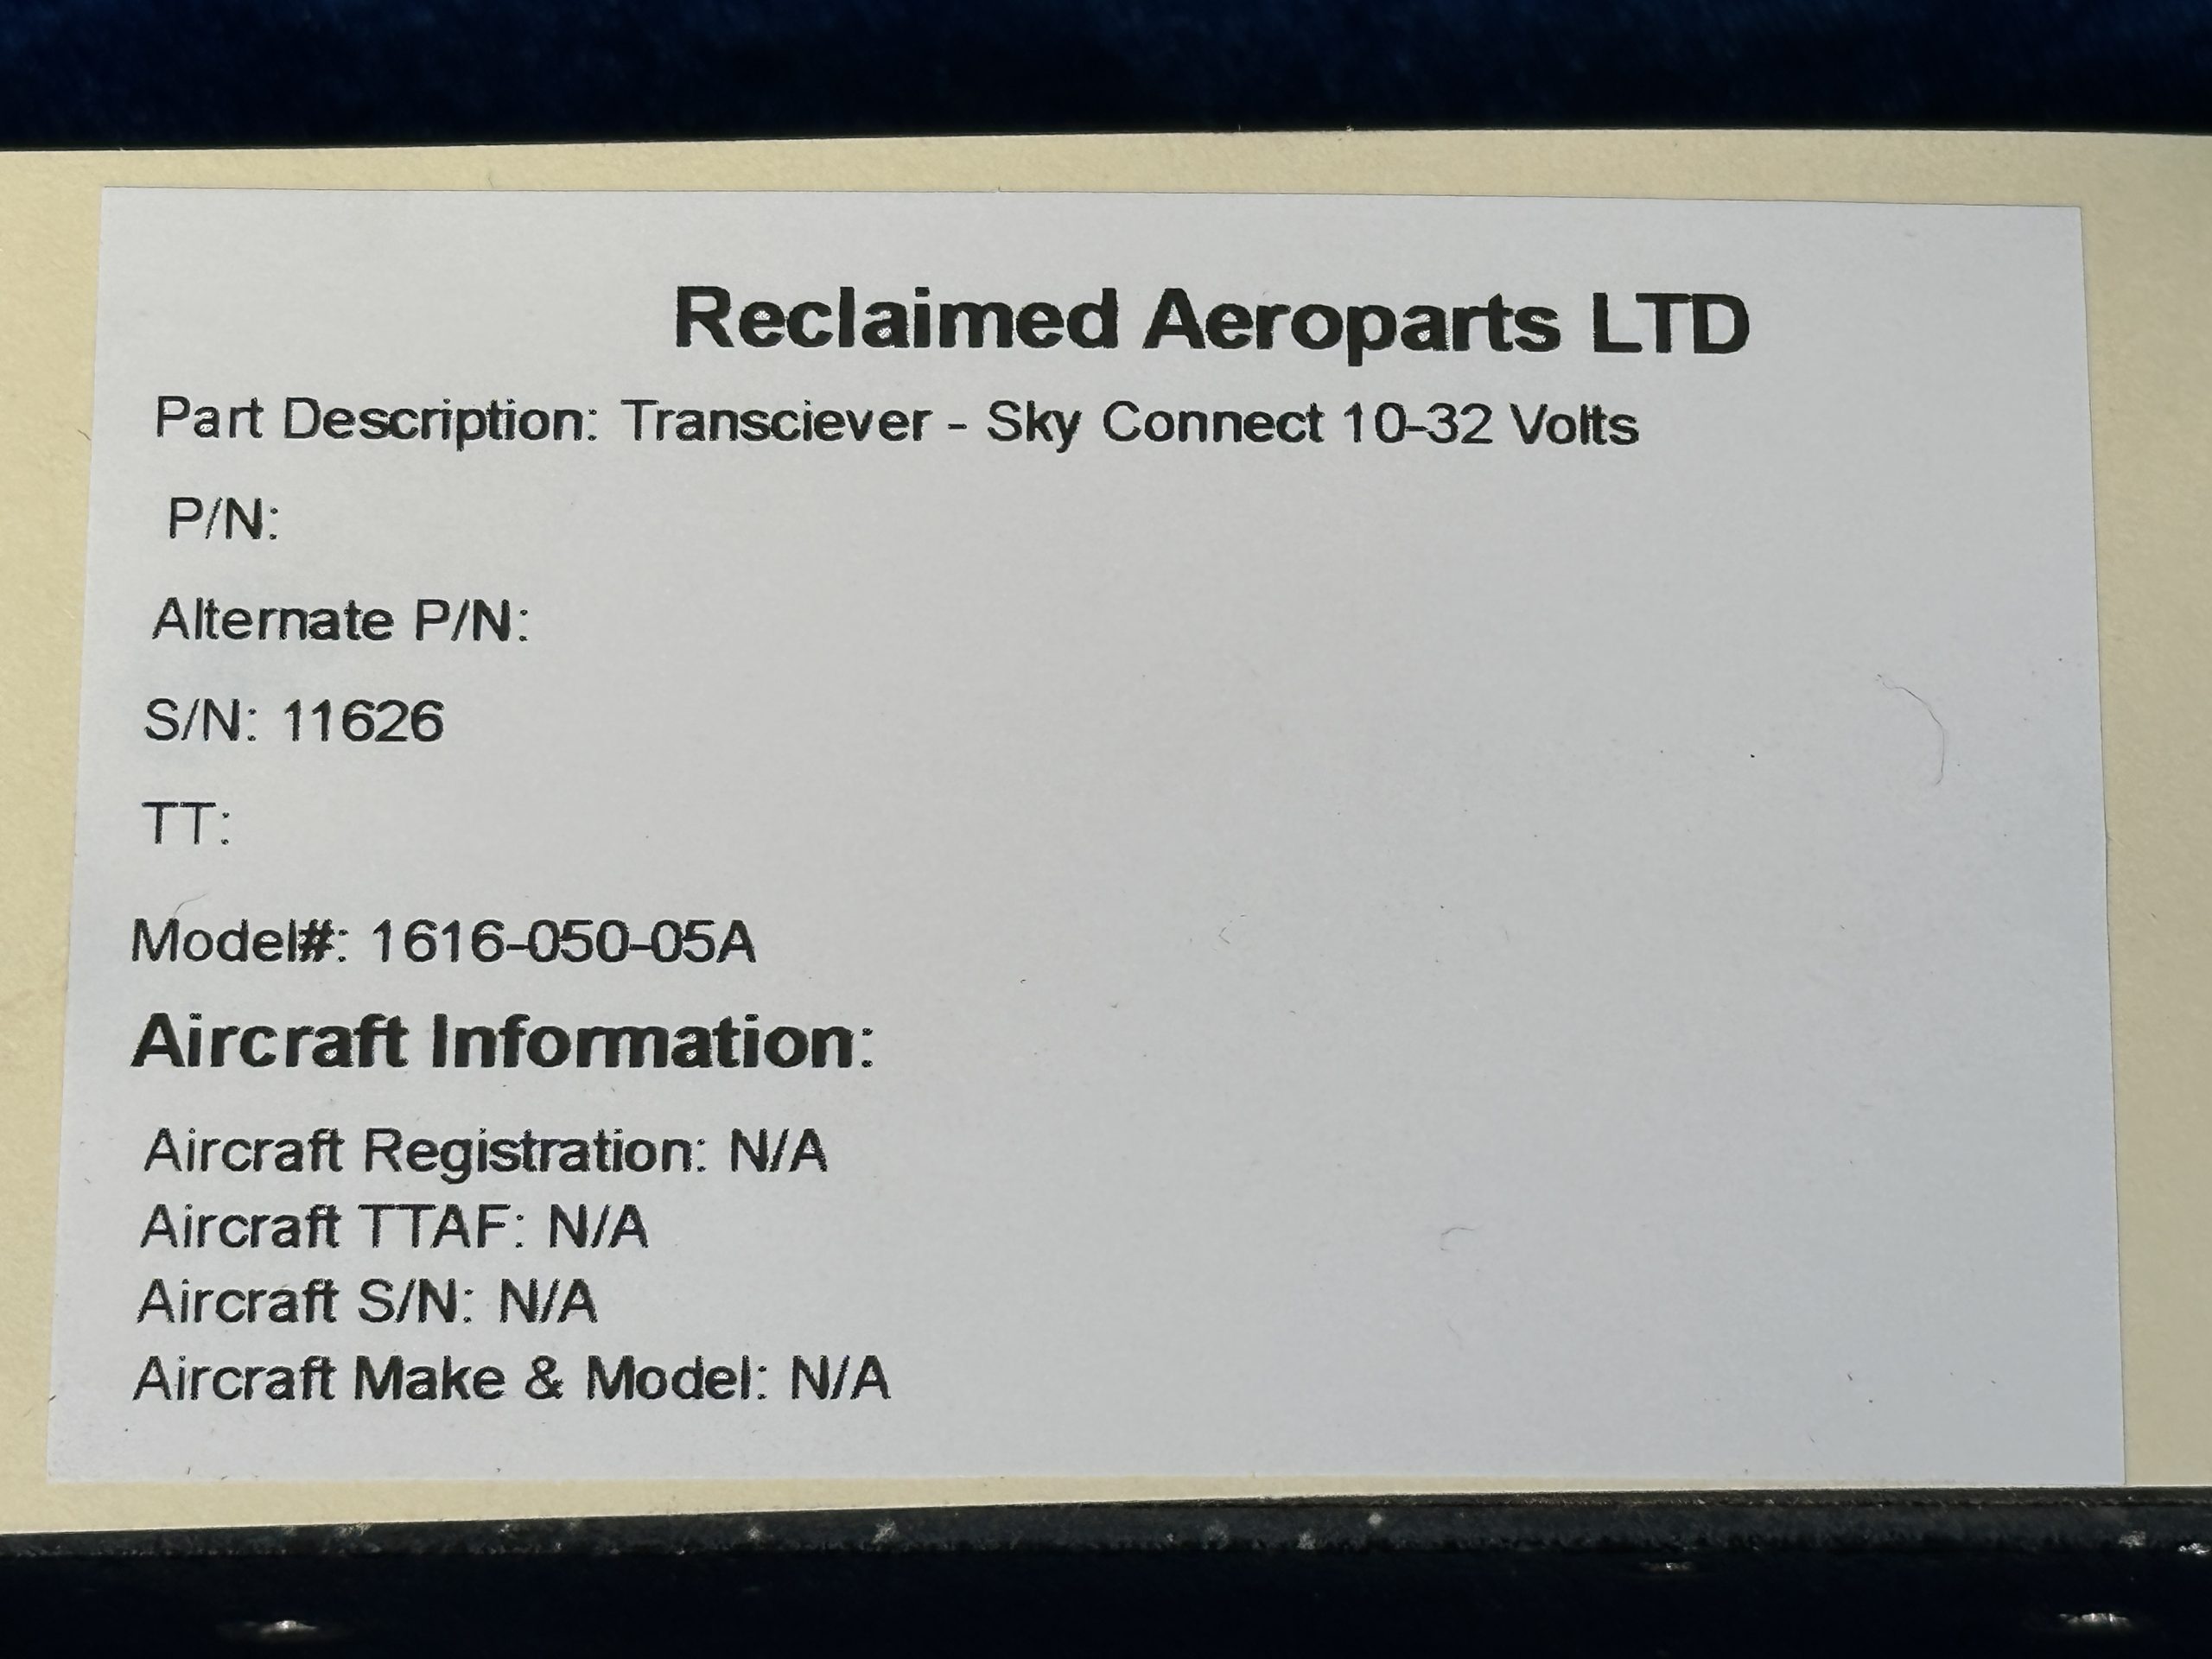 Reclaimed Aeroparts LTD
Part Description: Transciever - Sky Connect 10-32 Volts
P/N:
Alternate P/N:
S/N: 11626
TT:
Model#: 1616-050-05A
Aircraft Information:
Aircraft Registration: N/A
Aircraft TTAF: N/A
Aircraft S/N: N/A
Aircraft Make & Model: N/A